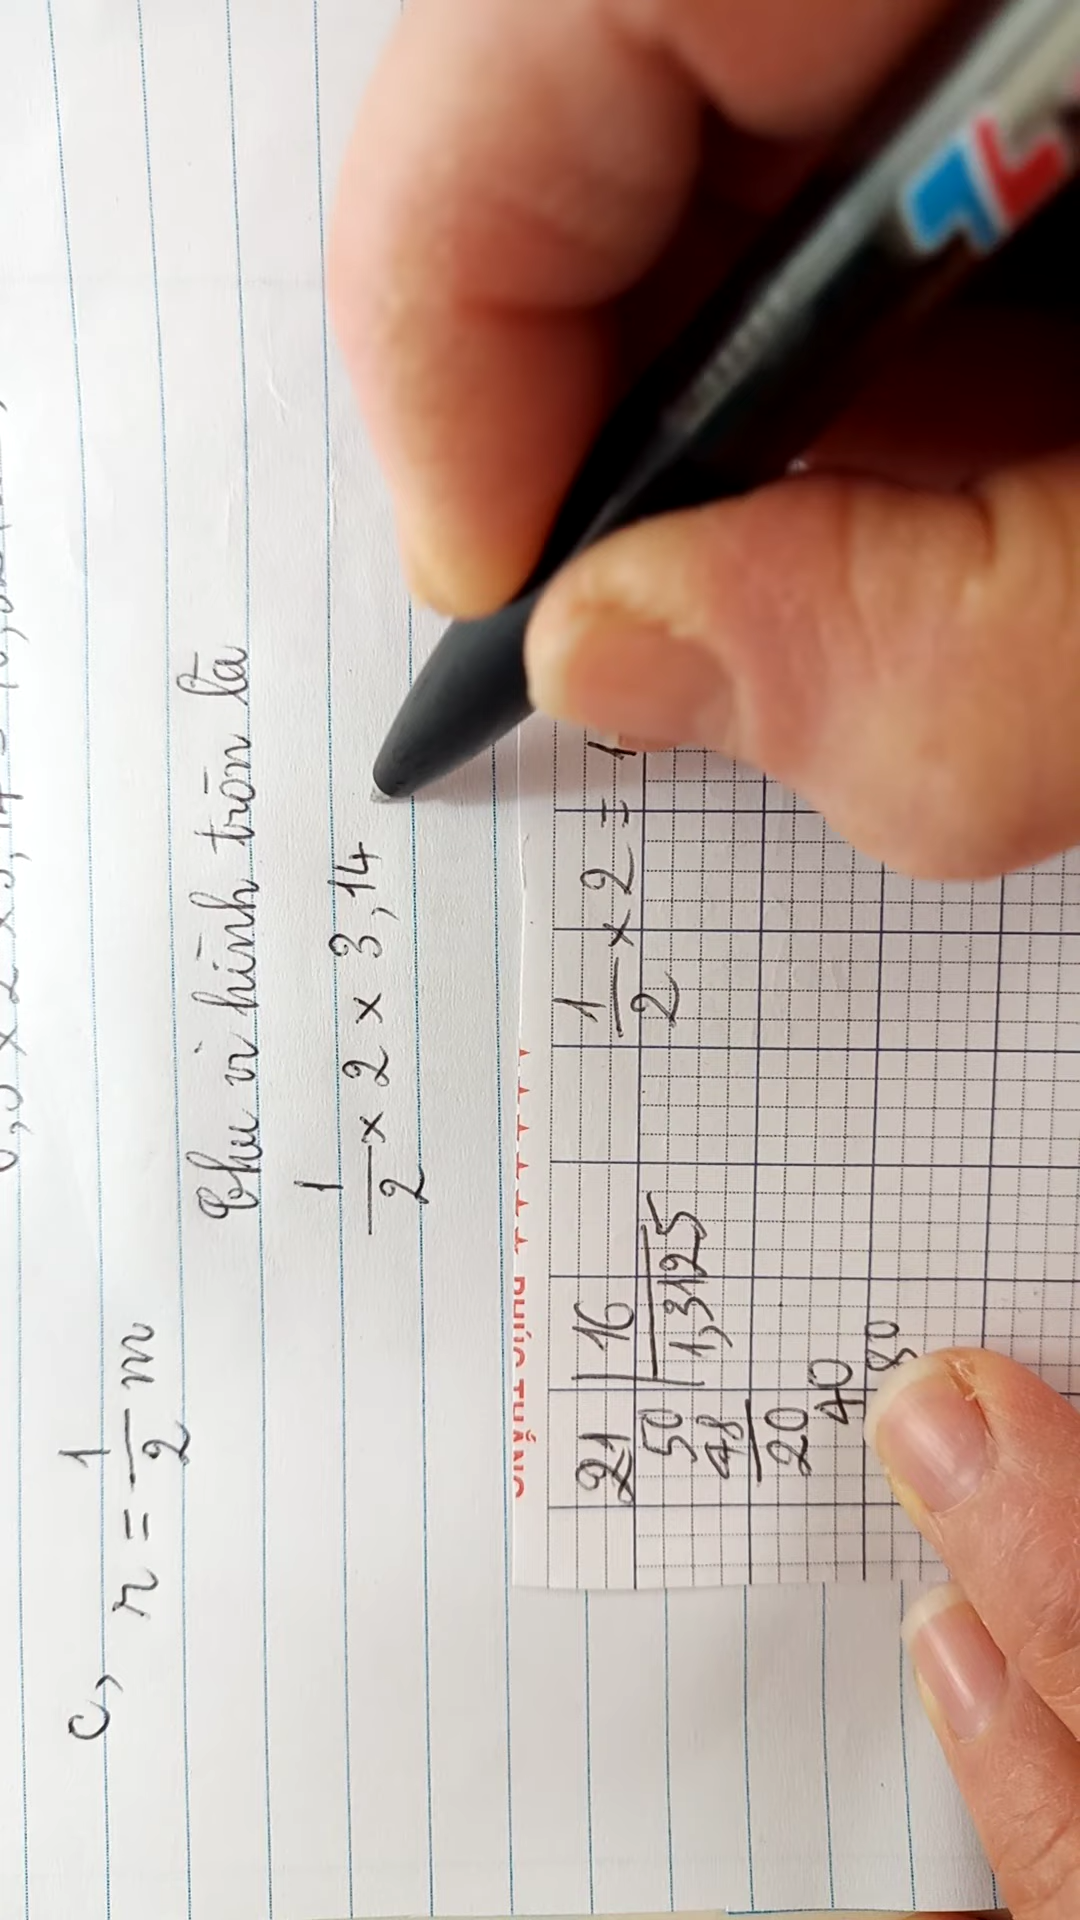 c, r = 1/2 m
Chu vi hình tròn là
1/2 × 2 × 3,14
21 | 16
50 | 1,3125
48
20
40
80
1/2 × 2 = 1